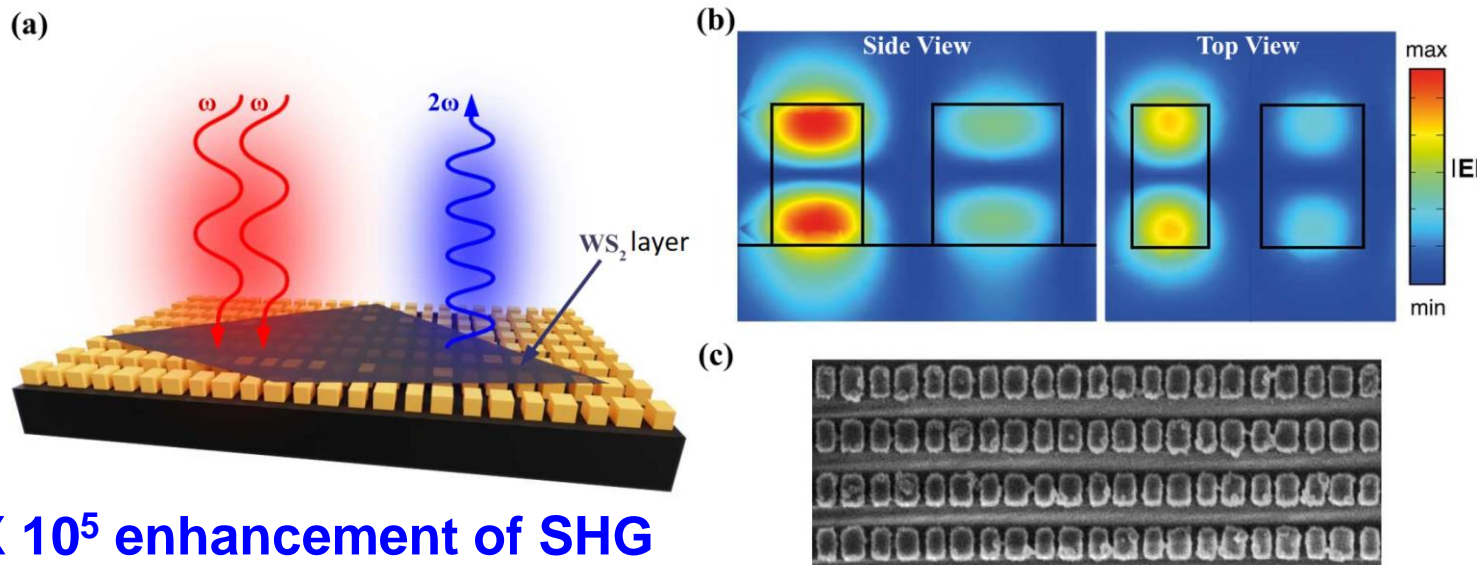 (a)
ω ω
2ω
WS₂ layer
X 10⁵ enhancement of SHG
(b)
Side View
Top View
max
|E|
min
(c)